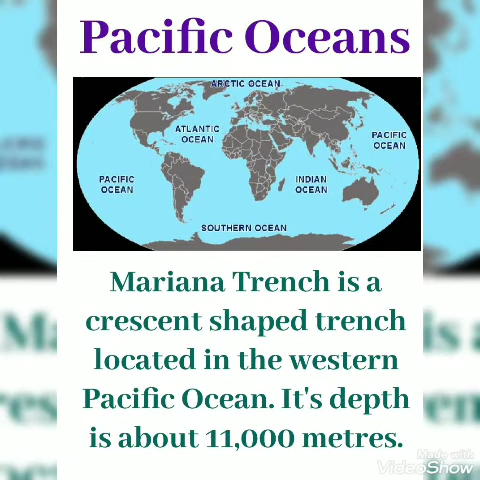 Pacific Oceans
ARCTIC OCEAN
ATLANTIC
OCEAN
PACIFIC
OCEAN
PACIFIC
OCEAN
INDIAN
OCEAN
SOUTHERN OCEAN
Mariana Trench is a
crescent shaped trench
located in the western
Pacific Ocean. It's depth
is about 11,000 metres.
Made with
VideoShow